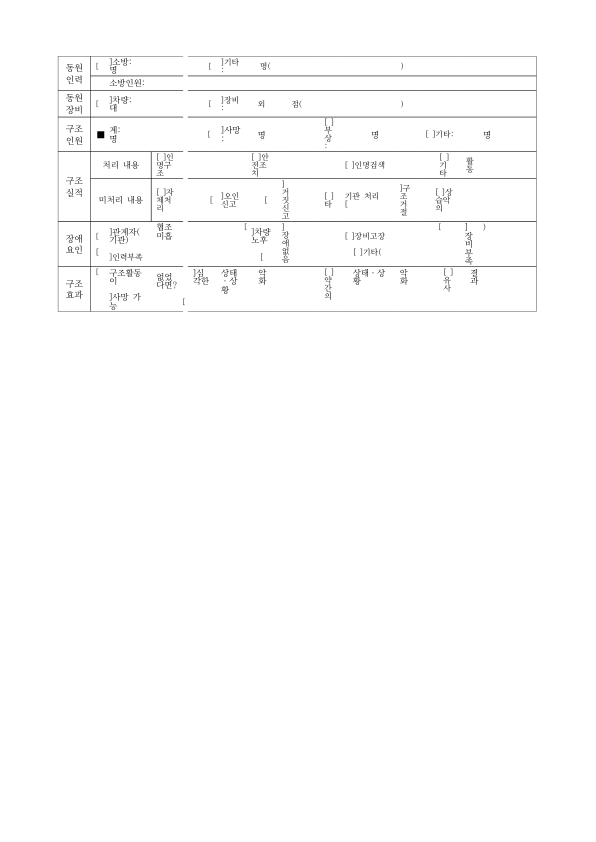 동원 인력 [ ]소방: 명 [ ]기타 : 명( )
소방인원:
동원 장비 [ ]차량: 대 [ ]장비 : 외 점( )
구조 인원 ■ 계: 명 [ ]사망 : 명 [ ] 부상 : 명 [ ]기타: 명
구조 실적 처리 내용 [ ]인명구조 [ ]안전조치 [ ]인명검색 [ ] 기타 활동
미처리 내용 [ ]자체처리 [ ]오인신고 [ ]거짓신고 [ ] 타 기관 처리 [ ]구조거절 [ ]상습악의
장애 요인 [ ]관계자(기관) 협조 미흡 [ ]차량 노후 [ ]장비고장 [ ]장비부족
[ ]인력부족 [ ]기타( ) [ ]장애없음
구조 효과 [ 구조활동이 없었다면?
]심각한 상태ㆍ상황 악화 [ ] 약간의 상태ㆍ상황 악화 [ ] 유사 결과
]사망 가능 [